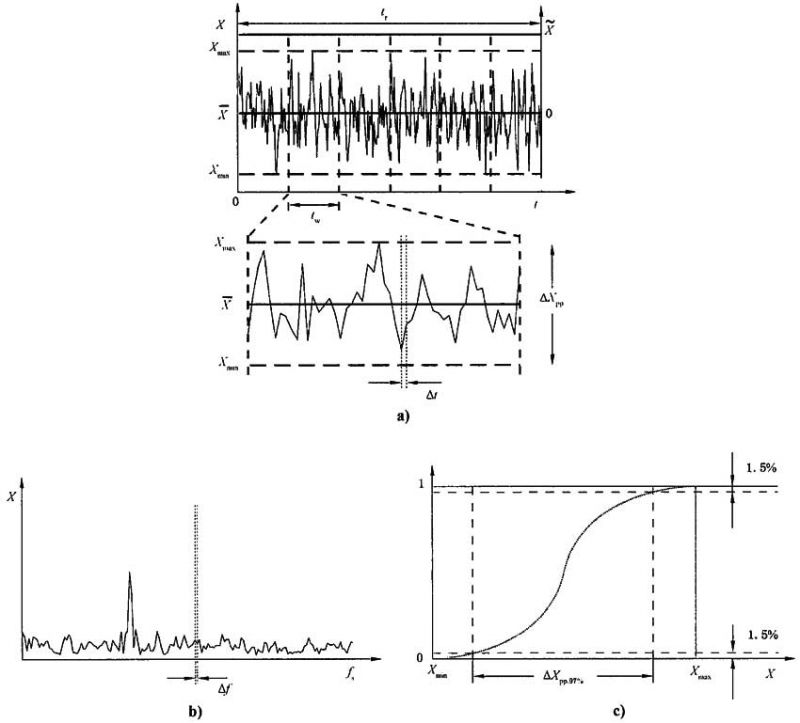 t_r
X
X̃
X_max
X̄
0
X_min
0
t
t_w
X_max
X̄
ΔX_pp
X_min
Δt
a)
X
f_s
Δf
b)
1
1.5%
1.5%
0
X_min
ΔX_pp.97%
X_max
X
c)